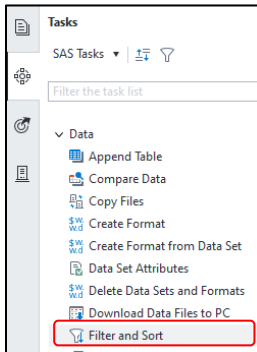 Tasks
SAS Tasks
Filter the task list
Data
Append Table
Compare Data
Copy Files
$w. w.d Create Format
$w. w.d Create Format from Data Set
Data Set Attributes
$w. w.d Delete Data Sets and Formats
Download Data Files to PC
Filter and Sort